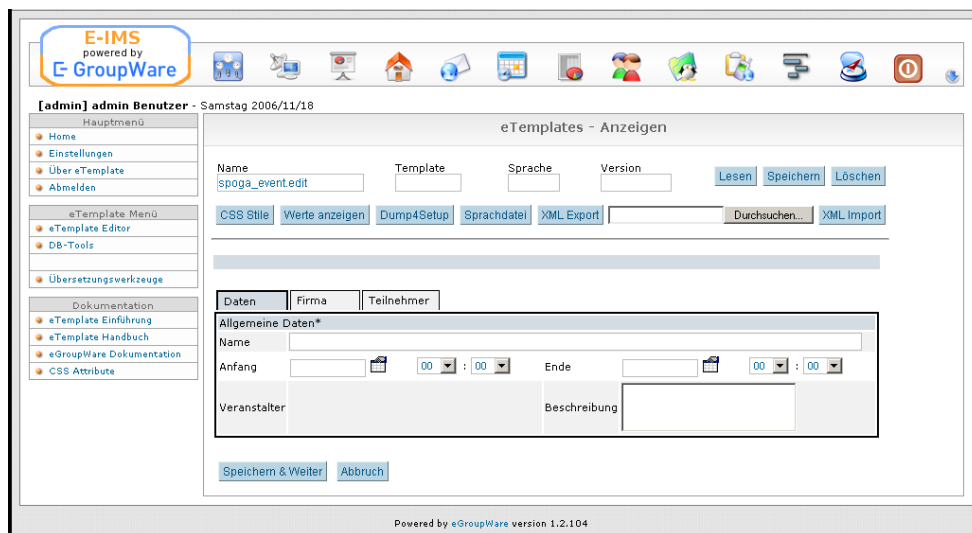 E-IMS
powered by
E- GroupWare
[admin] admin Benutzer - Samstag 2006/11/18
Hauptmenü
Home
Einstellungen
Über eTemplate
Abmelden
eTemplate Menü
eTemplate Editor
DB-Tools
Übersetzungswerkzeuge
Dokumentation
eTemplate Einführung
eTemplate Handbuch
eGroupWare Dokumentation
CSS Attribute
eTemplates - Anzeigen
Name Template Sprache Version
spoga_event.edit Lesen Speichern Löschen
CSS Stile Werte anzeigen Dump4Setup Sprachdatei XML Export Durchsuchen... XML Import
Daten Firma Teilnehmer
Allgemeine Daten*
Name
Anfang 00 : 00 Ende 00 : 00
Veranstalter Beschreibung
Speichern & Weiter Abbruch
Powered by eGroupWare version 1.2.104